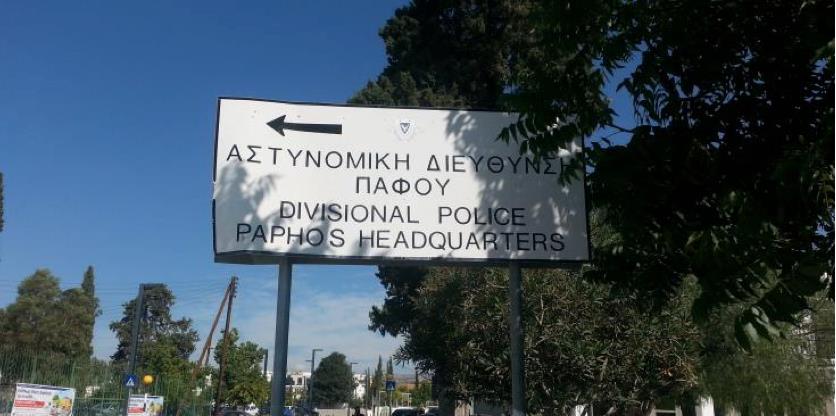 ΑΣΤΥΝΟΜΙΚΗ ΔΙΕΥΘΥΝΣΗ
ΠΑΦΟΥ
DIVISIONAL POLICE
PAPHOS HEADQUARTERS